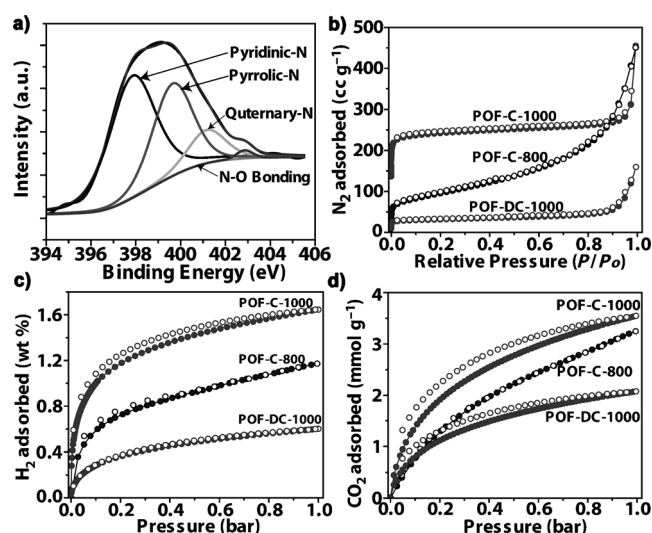 a)
Intensity (a.u.)
Pyridinic-N
Pyrrolic-N
Quternary-N
N-O Bonding
394 396 398 400 402 404 406
Binding Energy (eV)
b)
N2 adsorbed (cc g-1)
500
400
300
200
100
0
POF-C-1000
POF-C-800
POF-DC-1000
0.0 0.2 0.4 0.6 0.8 1.0
Relative Pressure (P/Po)
c)
H2 adsorbed (wt %)
1.6
1.2
0.8
0.4
0.0
POF-C-1000
POF-C-800
POF-DC-1000
0.0 0.2 0.4 0.6 0.8 1.0
Pressure (bar)
d)
CO2 adsorbed (mmol g-1)
4
3
2
1
0
POF-C-1000
POF-C-800
POF-DC-1000
0.0 0.2 0.4 0.6 0.8 1.0
Pressure (bar)